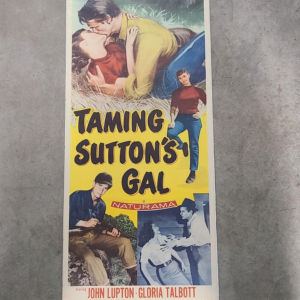 TAMING
SUTTON'S
GAL
NATURAMA
JOHN LUPTON · GLORIA TALBOTT